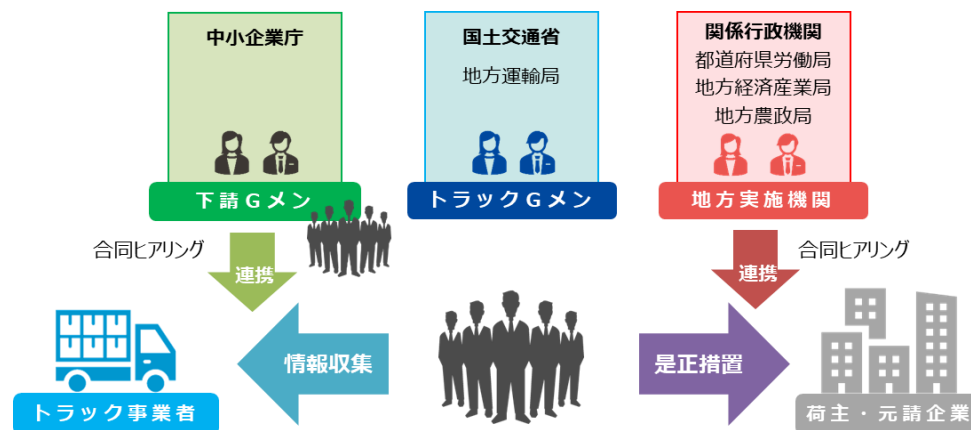 中小企業庁
国土交通省
地方運輸局
関係行政機関
都道府県労働局
地方経済産業局
地方農政局
下請Gメン
トラックGメン
地方実施機関
合同ヒアリング
連携
連携
合同ヒアリング
情報収集
是正措置
トラック事業者
荷主・元請企業